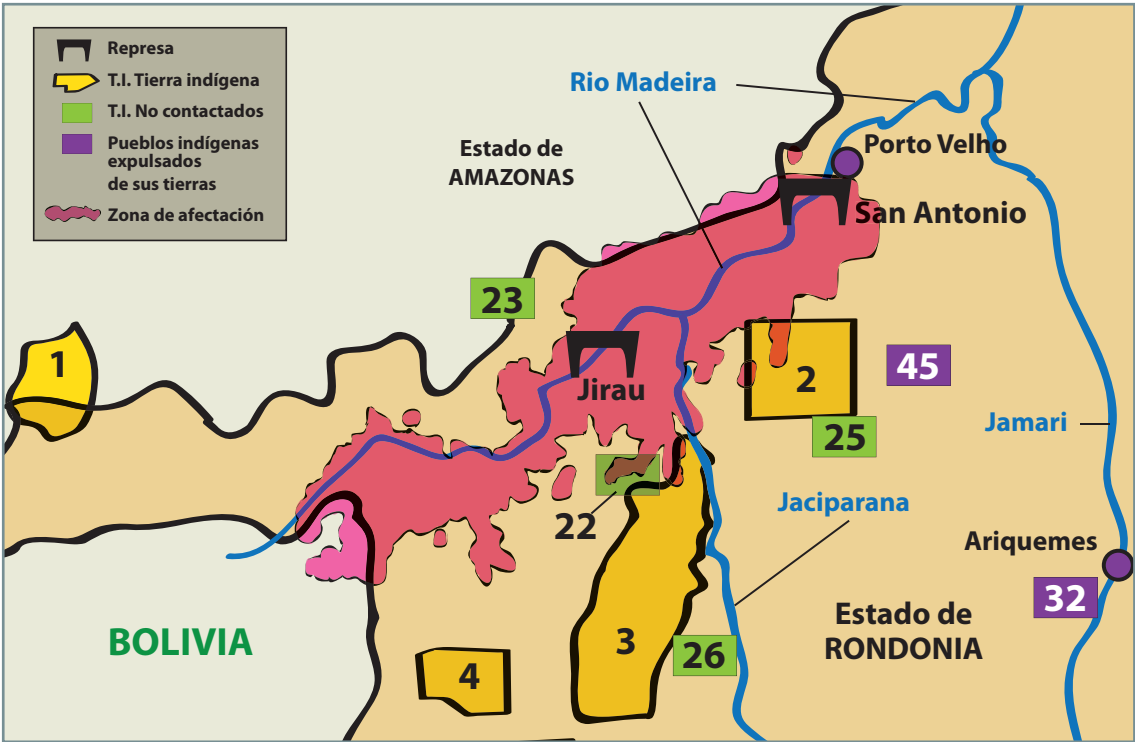 Represa
T.I. Tierra indígena
T.I. No contactados
Pueblos indígenas
expulsados
de sus tierras
Zona de afectación
Rio Madeira
Estado de
AMAZONAS
Porto Velho
San Antonio
23
1
Jirau
2
45
25
Jamari
22
Jaciparana
Ariquemes
32
BOLIVIA
3
26
Estado de
RONDONIA
4